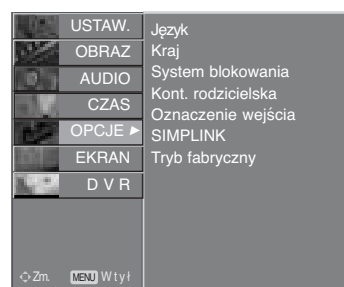 USTAW.
OBRAZ
AUDIO
CZAS
OPCJE ►
EKRAN
D V R
Język
Kraj
System blokowania
Kont. rodzicielska
Oznaczenie wejścia
SIMPLINK
Tryb fabryczny
Zm. MENU Wtył